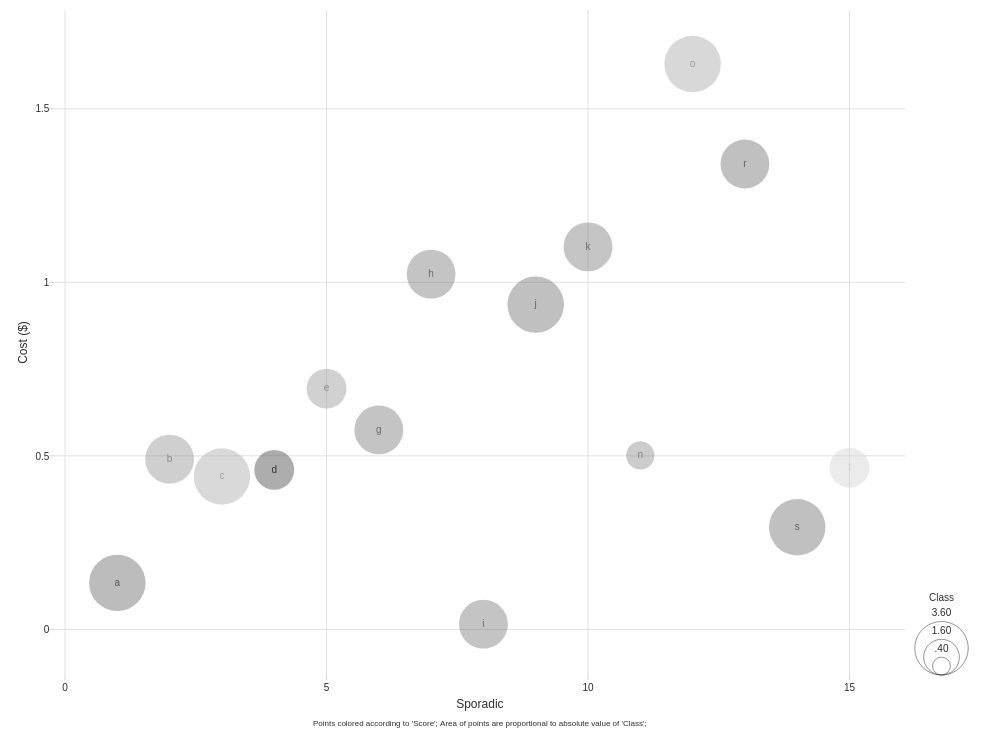 o
1.5
r
k
h
1
j
Cost ($)
e
g
n
0.5
b
c
d
s
a
Class
3.60
i
0
1.60
.40
0
5
10
15
Sporadic
Points colored according to 'Score'; Area of points are proportional to absolute value of 'Class';